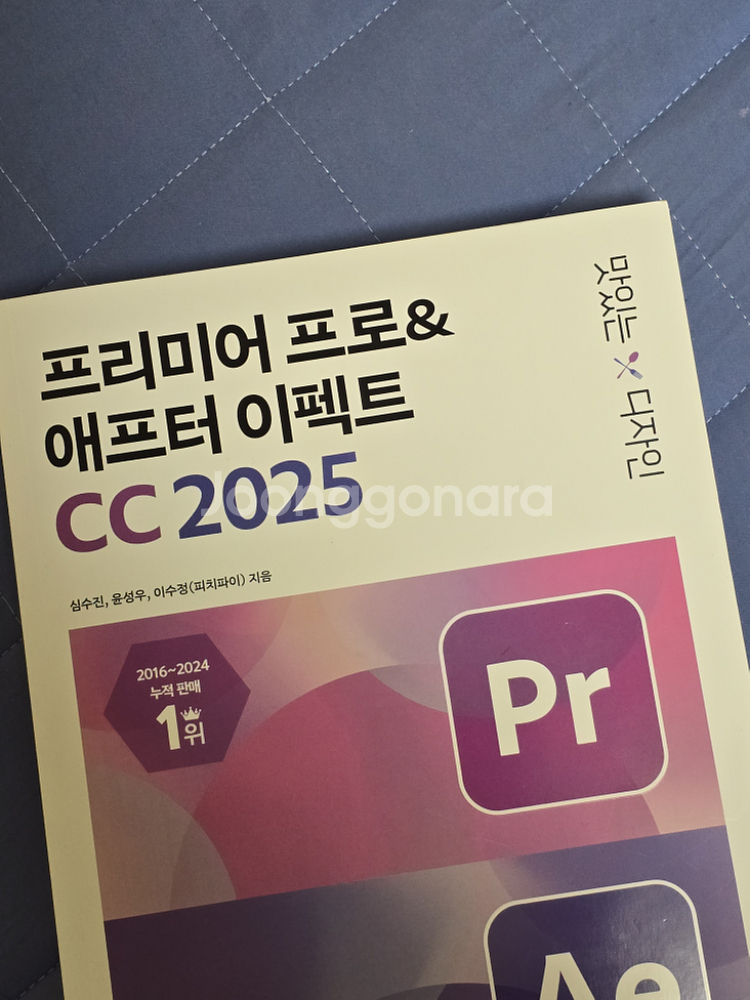 프리미어 프로&
애프터 이펙트
CC 2025
맛있는 디자인
심수진, 윤성우, 이수정(피치파이) 지음
2016~2024
누적 판매
1위
Pr
Ae
Joonggonara